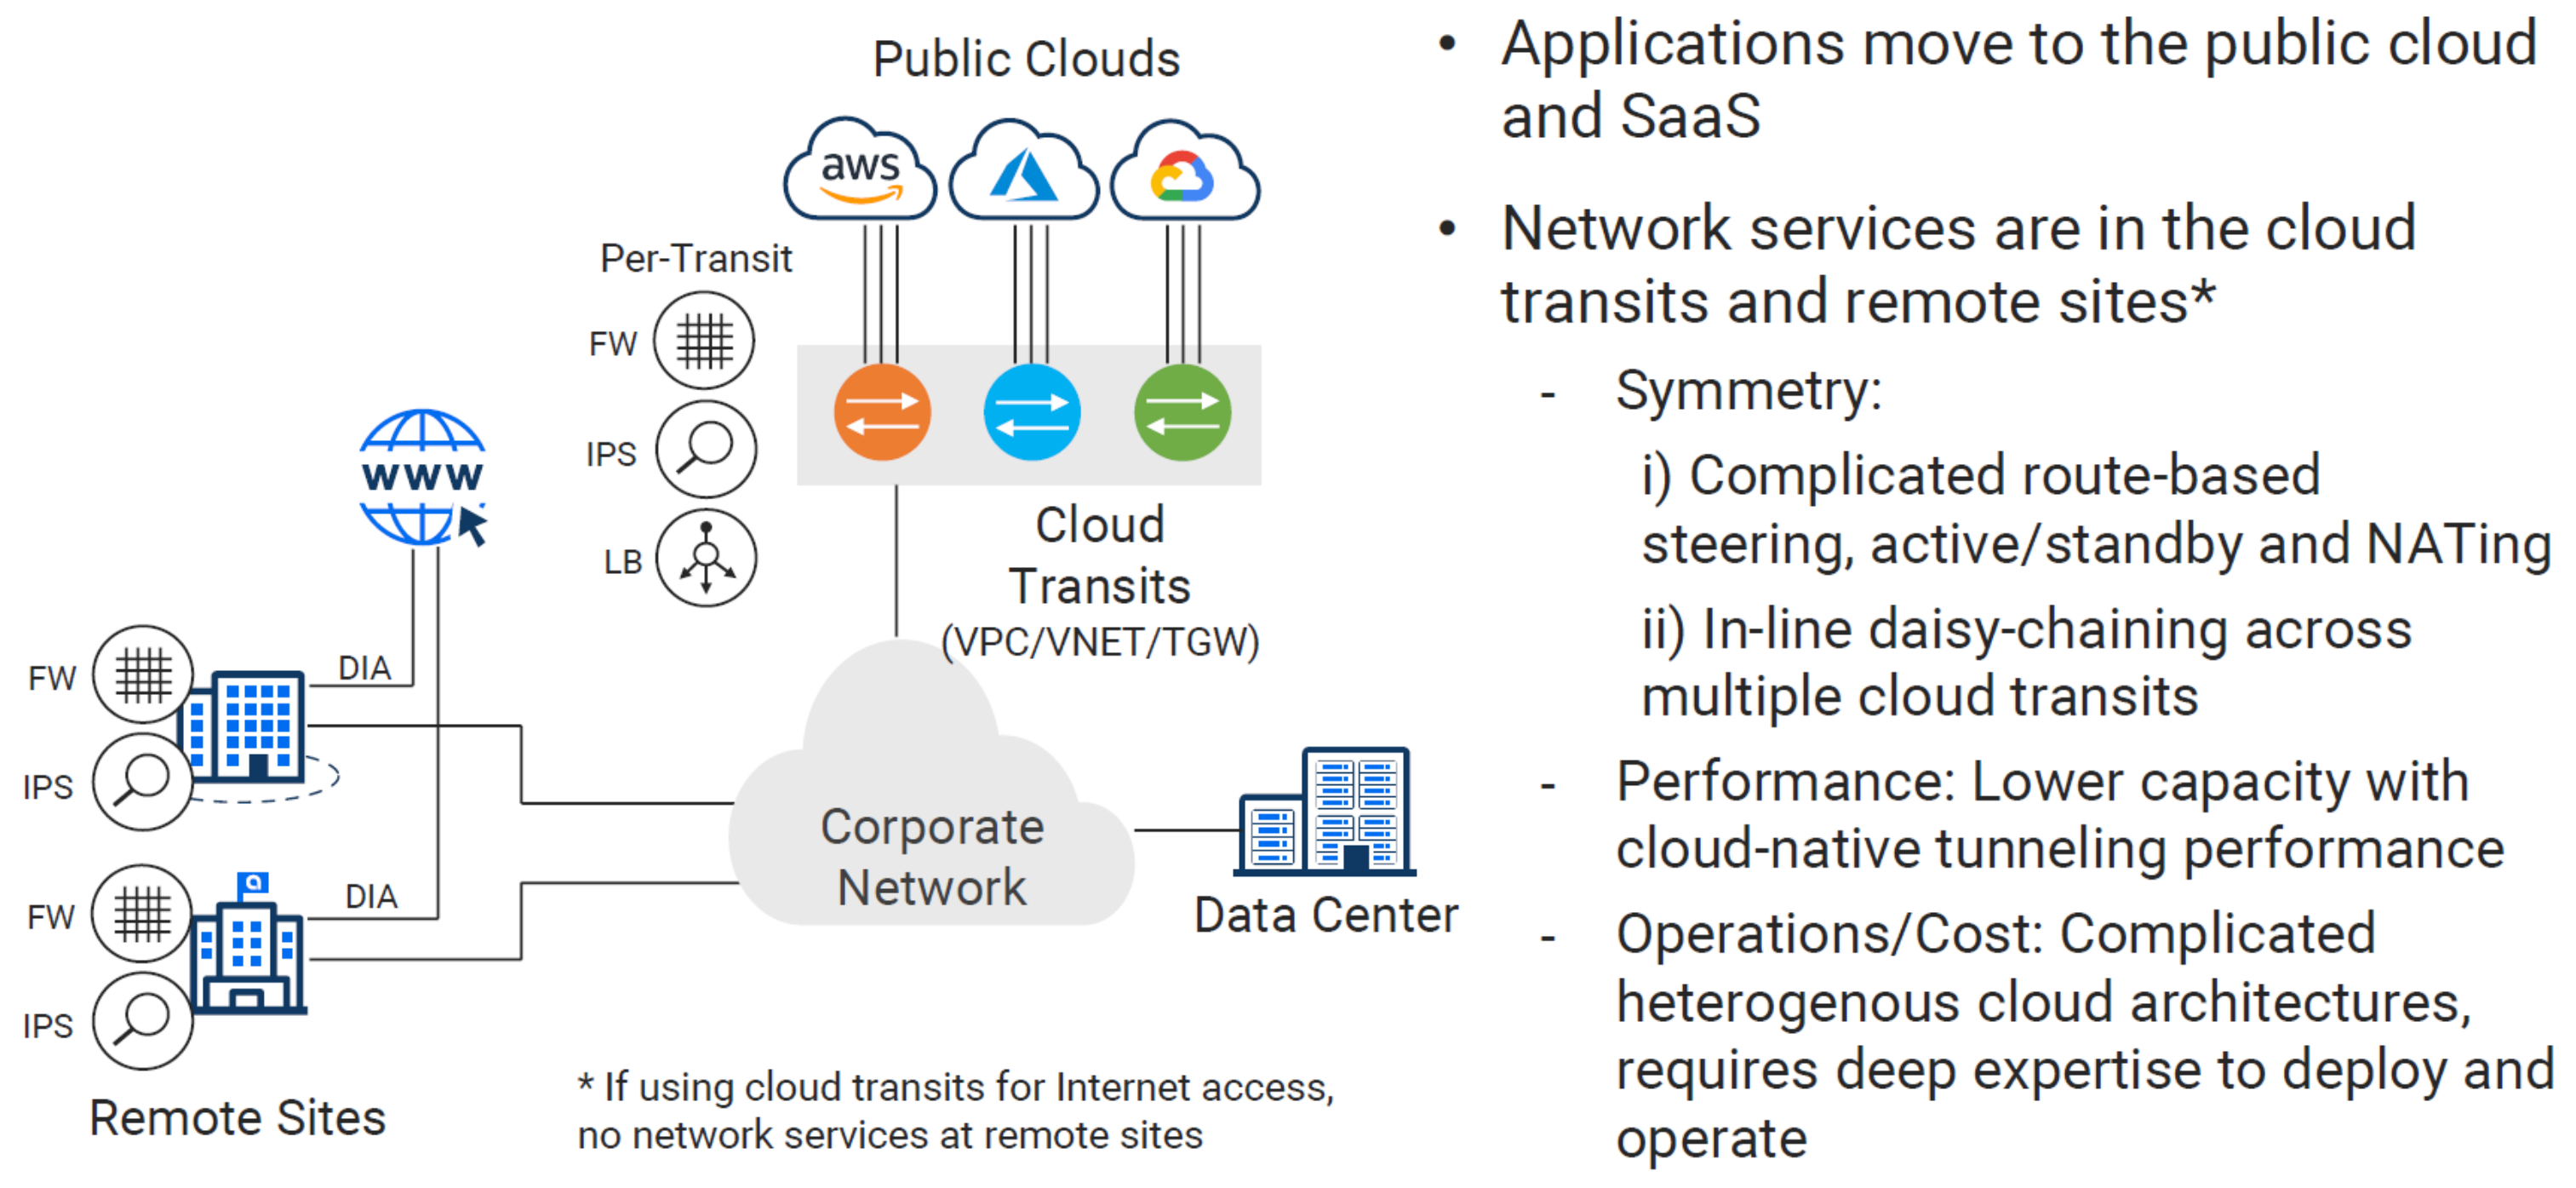 Public Clouds
aws
Per-Transit
FW
IPS
LB
www
Cloud
Transits
(VPC/VNET/TGW)
FW
DIA
IPS
FW
DIA
IPS
Remote Sites
Corporate
Network
Data Center
* If using cloud transits for Internet access,
no network services at remote sites
• Applications move to the public cloud
and SaaS
• Network services are in the cloud
transits and remote sites*
- Symmetry:
i) Complicated route-based
steering, active/standby and NATing
ii) In-line daisy-chaining across
multiple cloud transits
- Performance: Lower capacity with
cloud-native tunneling performance
- Operations/Cost: Complicated
heterogenous cloud architectures,
requires deep expertise to deploy and
operate